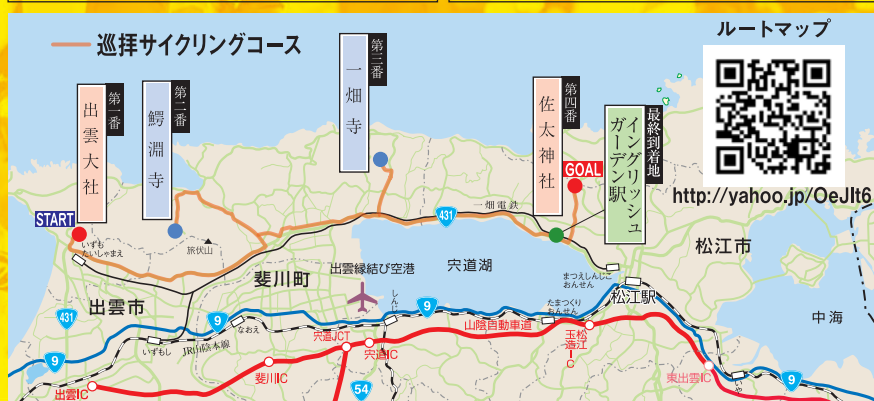 巡拝サイクリングコース
ルートマップ
http://yahoo.jp/OeJIt6
第一番
出雲大社
第二番
鰐淵寺
第三番
一畑寺
第四番
佐太神社
最終到着地
イングリッシュ
ガーデン駅
START
GOAL
いずも
たいしゃまえ
旅伏山
一畑電鉄
431
松江市
斐川町
出雲縁結び空港
宍道湖
まつえしんじこ
おんせん
松江駅
出雲市
431
9
なおえ
しんじ
9
たまつくり
おんせん
中海
9
いずもし
JR山陰本線
宍道JCT
宍道IC
山陰自動車道
松江
玉造IC
斐川IC
出雲IC
54
東出雲IC
9